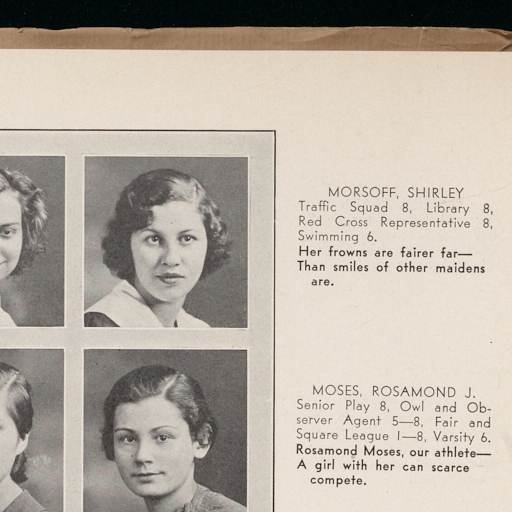 MORSOFF, SHIRLEY
Traffic Squad 8, Library 8,
Red Cross Representative 8,
Swimming 6.
Her frowns are fairer far—
Than smiles of other maidens
are.
MOSES, ROSAMOND J.
Senior Play 8, Owl and Ob-
server Agent 5—8, Fair and
Square League 1—8, Varsity 6.
Rosamond Moses, our athlete—
A girl with her can scarce
compete.